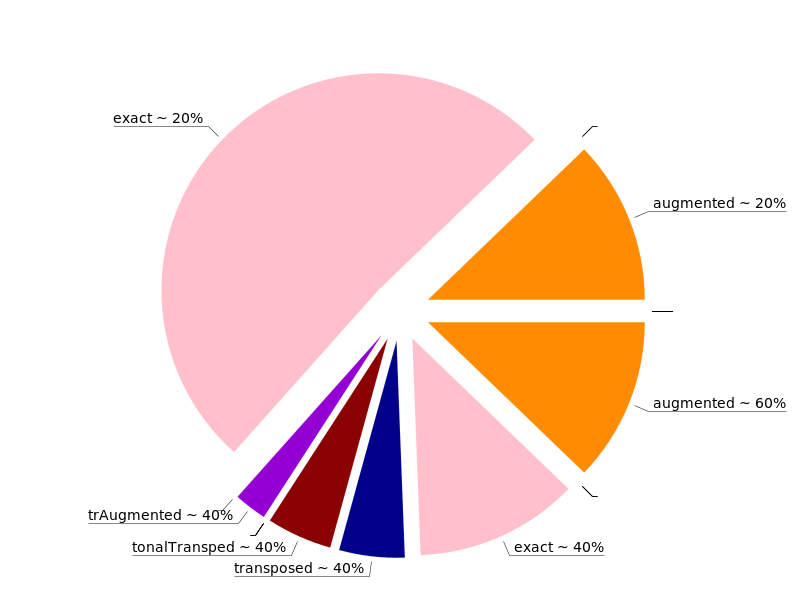 exact ~ 20%
augmented ~ 20%
augmented ~ 60%
trAugmented ~ 40%
tonalTransped ~ 40%
exact ~ 40%
transposed ~ 40%